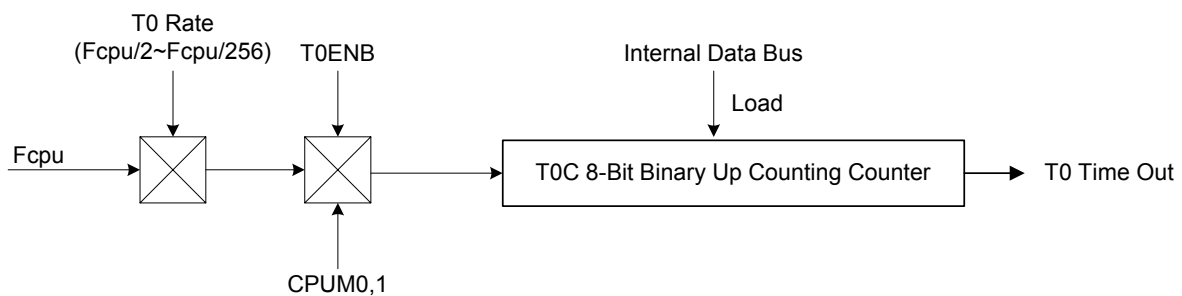 T0 Rate
(Fcpu/2~Fcpu/256)
T0ENB
Internal Data Bus
Load
Fcpu
T0C 8-Bit Binary Up Counting Counter
T0 Time Out
CPUM0,1